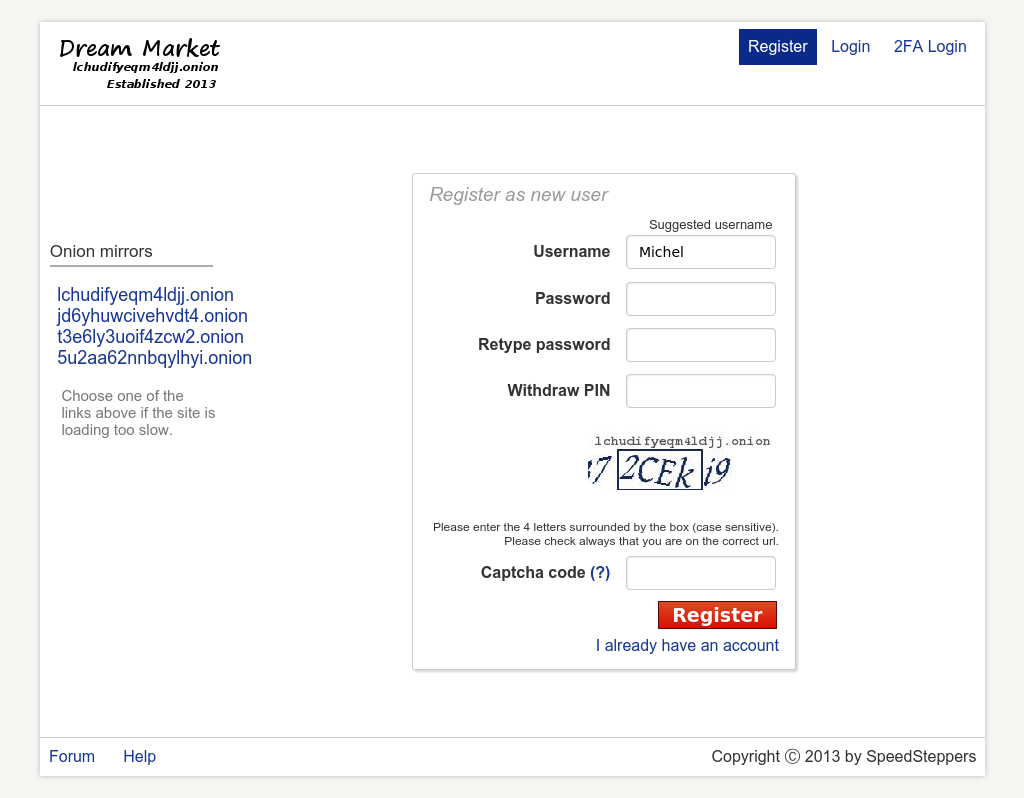 Dream Market
lchudifyeqm4ldjj.onion
Established 2013
Register Login 2FA Login
Onion mirrors
lchudifyeqm4ldjj.onion
jd6yhuwcivehvdt4.onion
t3e6ly3uoif4zcw2.onion
5u2aa62nnbqylhyi.onion
Choose one of the
links above if the site is
loading too slow.
Register as new user
Suggested username
Username Michel
Password
Retype password
Withdraw PIN
lchudifyeqm4ldjj.onion
7 2CEk i9
Please enter the 4 letters surrounded by the box (case sensitive).
Please check always that you are on the correct url.
Captcha code (?)
Register
I already have an account
Forum Help Copyright Ⓒ 2013 by SpeedSteppers